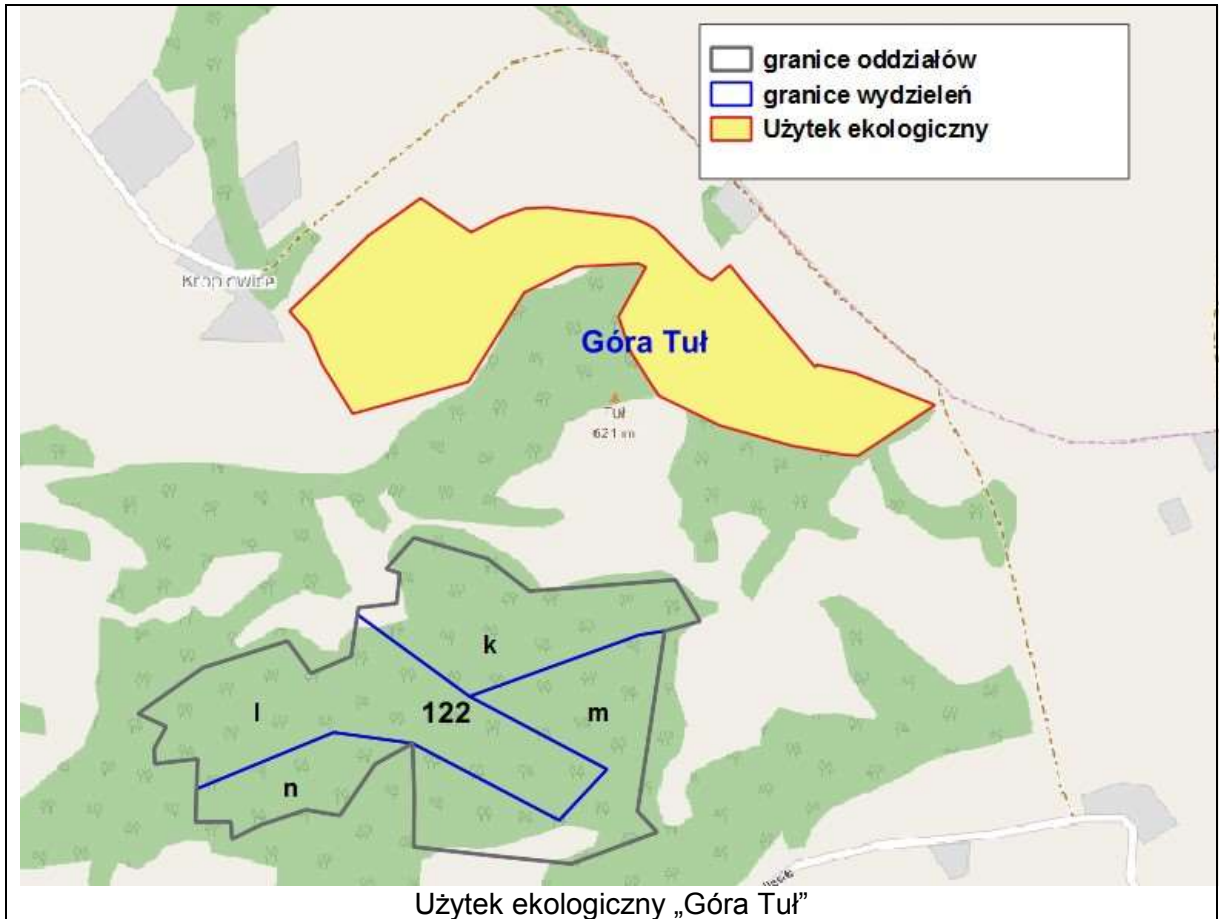 granice oddziałów
granice wydzieleń
Użytek ekologiczny
Góra Tuł
Tuł
621 m
k
l
122
m
n
Użytek ekologiczny „Góra Tuł”